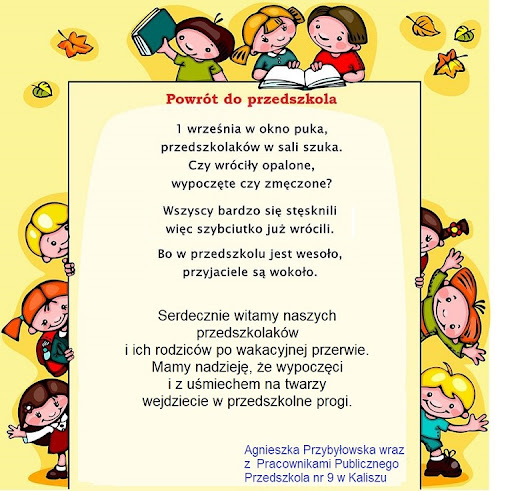 Powrót do przedszkola
1 września w okno puka,
przedszkolaków w sali szuka.
Czy wróciły opalone,
wypoczęte czy zmęczone?
Wszyscy bardzo się stęsknili
więc szybciutko już wrócili.
Bo w przedszkolu jest wesoło,
przyjaciele są wokoło.
Serdecznie witamy naszych
przedszkolaków
i ich rodziców po wakacyjnej przerwie.
Mamy nadzieję, że wypoczęci
i z uśmiechem na twarzy
wejdziecie w przedszkolne progi.
Agnieszka Przybyłowska wraz
z Pracownikami Publicznego
Przedszkola nr 9 w Kaliszu